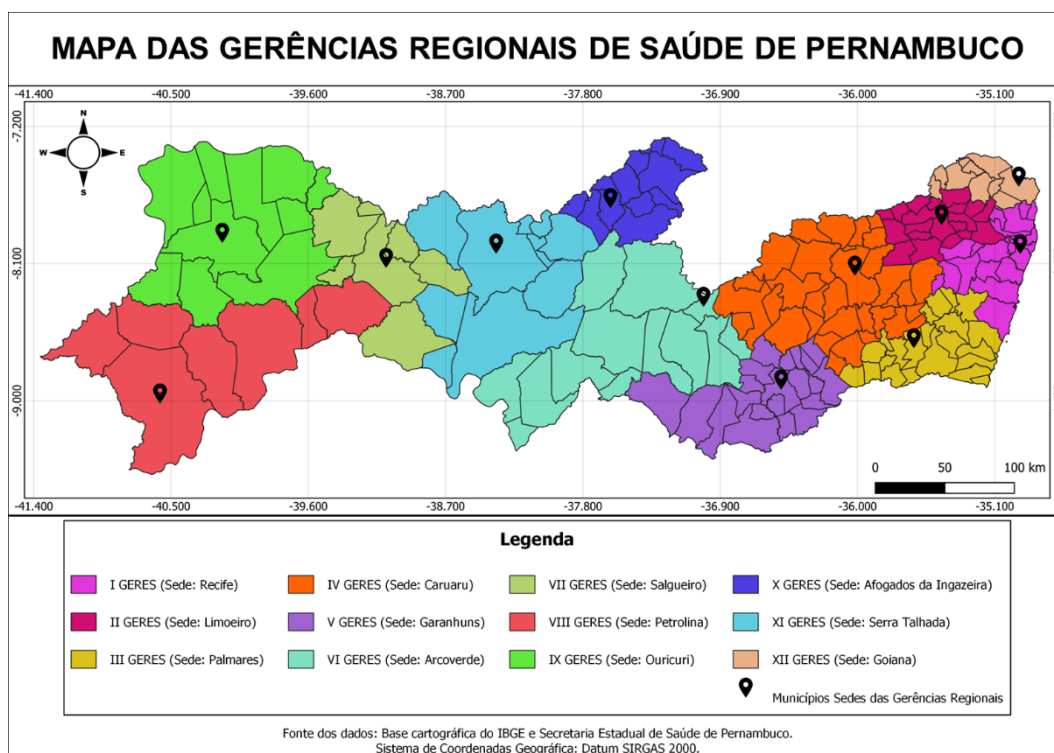 MAPA DAS GERÊNCIAS REGIONAIS DE SAÚDE DE PERNAMBUCO
-41.400 -40.500 -39.600 -38.700 -37.800 -36.900 -36.000 -35.100
-7.200
N
W E
S
-8.100
-9.000
0 50 100 km
-41.400 -40.500 -39.600 -38.700 -37.800 -36.900 -36.000 -35.100
Legenda
I GERES (Sede: Recife) IV GERES (Sede: Caruaru) VII GERES (Sede: Salgueiro) X GERES (Sede: Afogados da Ingazeira)
II GERES (Sede: Limoeiro) V GERES (Sede: Garanhuns) VIII GERES (Sede: Petrolina) XI GERES (Sede: Serra Talhada)
III GERES (Sede: Palmares) VI GERES (Sede: Arcoverde) IX GERES (Sede: Ouricuri) XII GERES (Sede: Goiana)
Municípios Sedes das Gerências Regionais
Fonte dos dados: Base cartográfica do IBGE e Secretaria Estadual de Saúde de Pernambuco.
Sistema de Coordenadas Geográfica: Datum SIRGAS 2000.